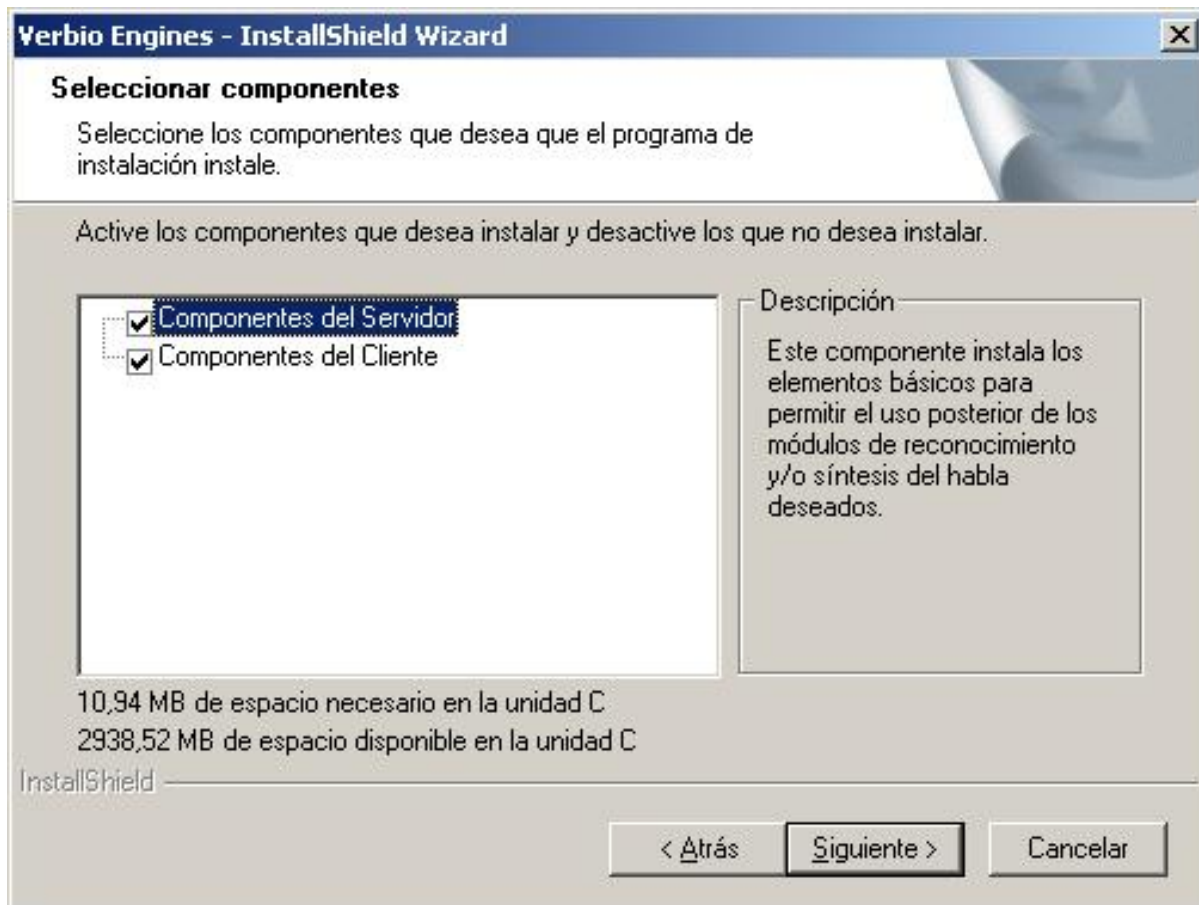 Verbio Engines - InstallShield Wizard
Seleccionar componentes
Seleccione los componentes que desea que el programa de
instalación instale.
Active los componentes que desea instalar y desactive los que no desea instalar.
Componentes del Servidor
Componentes del Cliente
Descripción
Este componente instala los
elementos básicos para
permitir el uso posterior de los
módulos de reconocimiento
y/o síntesis del habla
deseados.
10,94 MB de espacio necesario en la unidad C
2938,52 MB de espacio disponible en la unidad C
InstallShield
< Atrás
Siguiente >
Cancelar